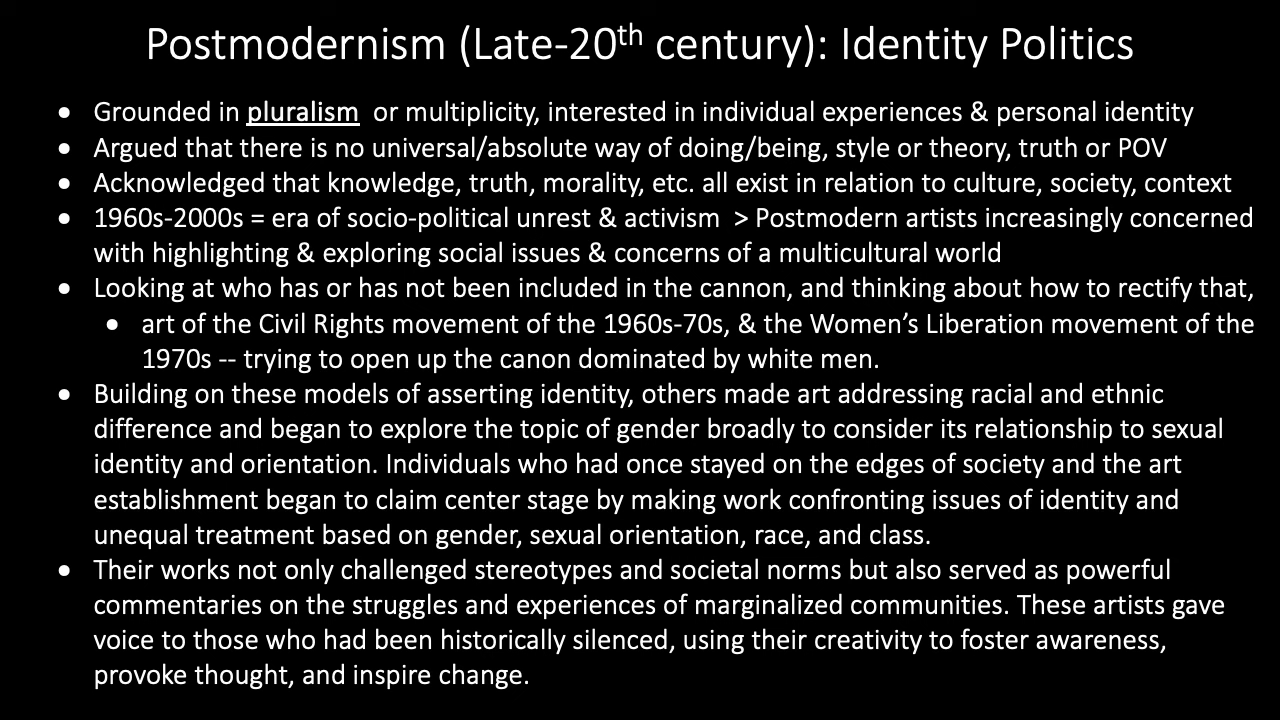 Postmodernism (Late-20th century): Identity Politics
• Grounded in pluralism or multiplicity, interested in individual experiences & personal identity
• Argued that there is no universal/absolute way of doing/being, style or theory, truth or POV
• Acknowledged that knowledge, truth, morality, etc. all exist in relation to culture, society, context
• 1960s-2000s = era of socio-political unrest & activism > Postmodern artists increasingly concerned
with highlighting & exploring social issues & concerns of a multicultural world
• Looking at who has or has not been included in the cannon, and thinking about how to rectify that,
• art of the Civil Rights movement of the 1960s-70s, & the Women's Liberation movement of the
1970s -- trying to open up the canon dominated by white men.
• Building on these models of asserting identity, others made art addressing racial and ethnic
difference and began to explore the topic of gender broadly to consider its relationship to sexual
identity and orientation. Individuals who had once stayed on the edges of society and the art
establishment began to claim center stage by making work confronting issues of identity and
unequal treatment based on gender, sexual orientation, race, and class.
• Their works not only challenged stereotypes and societal norms but also served as powerful
commentaries on the struggles and experiences of marginalized communities. These artists gave
voice to those who had been historically silenced, using their creativity to foster awareness,
provoke thought, and inspire change.